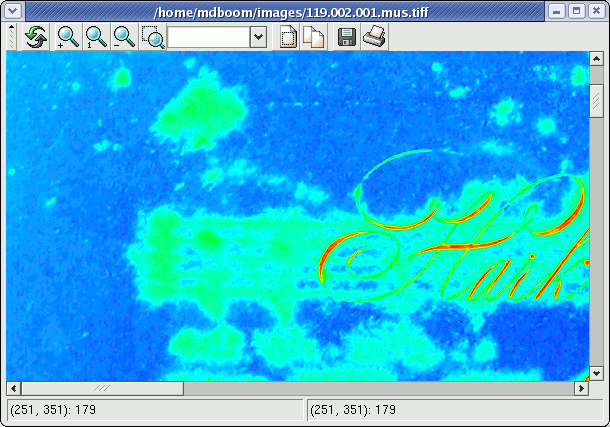 /home/mdboom/images/119.002.001.mus.tiff
(251, 351): 179 (251, 351): 179